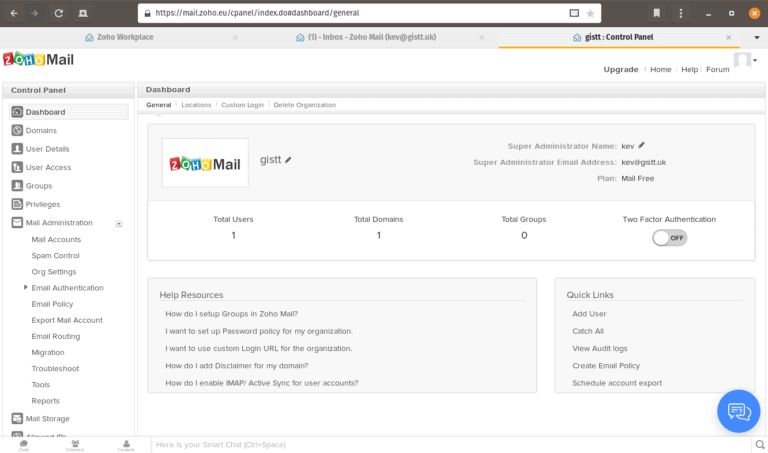 https://mail.zoho.eu/cpanel/index.do#dashboard/general
Zoho Workplace
(1) - Inbox - Zoho Mail (kev@gistt.uk)
gistt : Control Panel
ZOHO Mail
Upgrade
Home
Help
Forum
Control Panel
Dashboard
Domains
User Details
User Access
Groups
Privileges
Mail Administration
Mail Accounts
Spam Control
Org Settings
Email Authentication
Email Policy
Export Mail Account
Email Routing
Migration
Troubleshoot
Tools
Reports
Mail Storage
Allowed IPs
Dashboard
General
Locations
Custom Login
Delete Organization
ZOHO Mail
gistt
Super Administrator Name: kev
Super Administrator Email Address: kev@gistt.uk
Plan: Mail Free
Total Users
1
Total Domains
1
Total Groups
0
Two Factor Authentication
OFF
Help Resources
How do I setup Groups in Zoho Mail?
I want to set up Password policy for my organization.
I want to use custom Login URL for the organization.
How do I add Disclaimer for my domain?
How do I enable IMAP/ Active Sync for user accounts?
Quick Links
Add User
Catch All
View Audit logs
Create Email Policy
Schedule account export
Chats
Channels
Contacts
Here is your Smart Chat (Ctrl+Space)